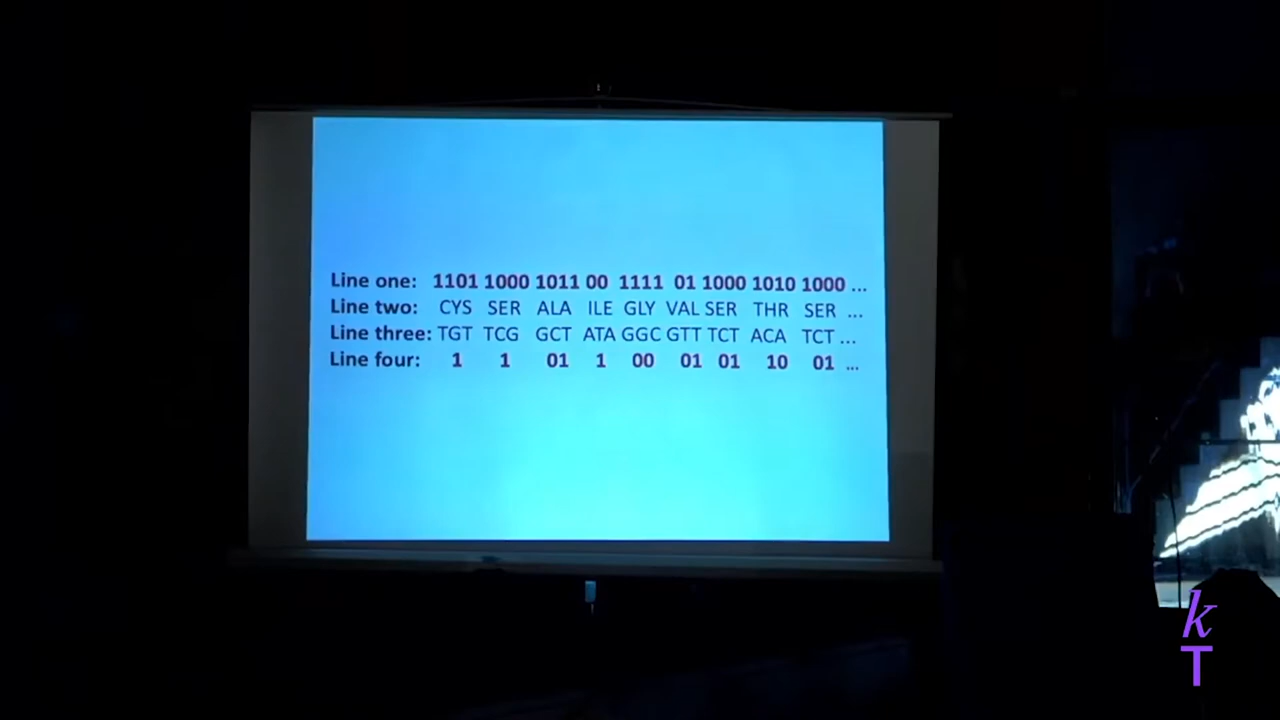 Line one: 1101 1000 1011 00 1111 01 1000 1010 1000 ...
Line two: CYS SER ALA ILE GLY VAL SER THR SER ...
Line three: TGT TCG GCT ATA GGC GTT TCT ACA TCT ...
Line four: 1 1 01 1 00 01 01 10 01 ...
k
T